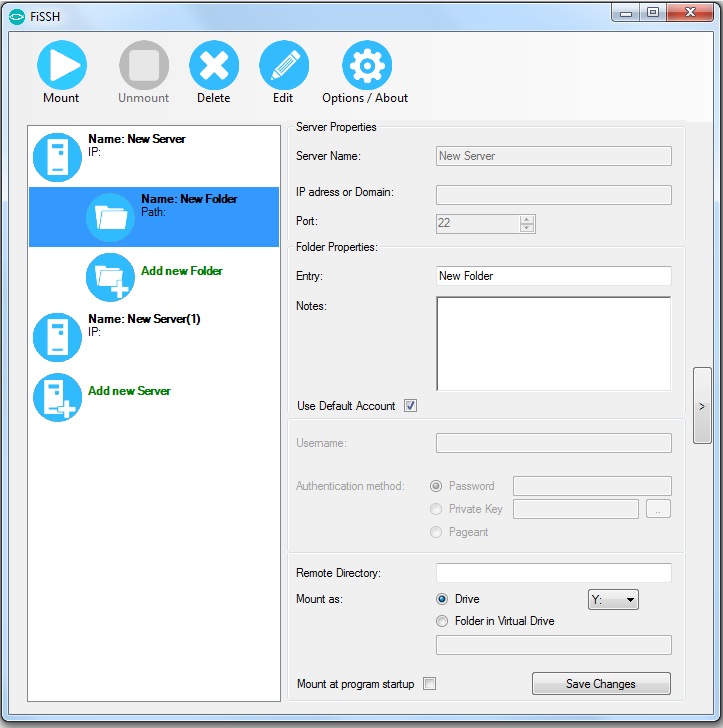 FiSSH
Mount
Unmount
Delete
Edit
Options / About
Name: New Server
IP:
Name: New Folder
Path:
Add new Folder
Name: New Server(1)
IP:
Add new Server
Server Properties
Server Name:
New Server
IP adress or Domain:
Port:
22
Folder Properties:
Entry:
New Folder
Notes:
Use Default Account
Username:
Authentication method:
Password
Private Key
..
Pageant
Remote Directory:
Mount as:
Drive
Y:
Folder in Virtual Drive
Mount at program startup
Save Changes
>